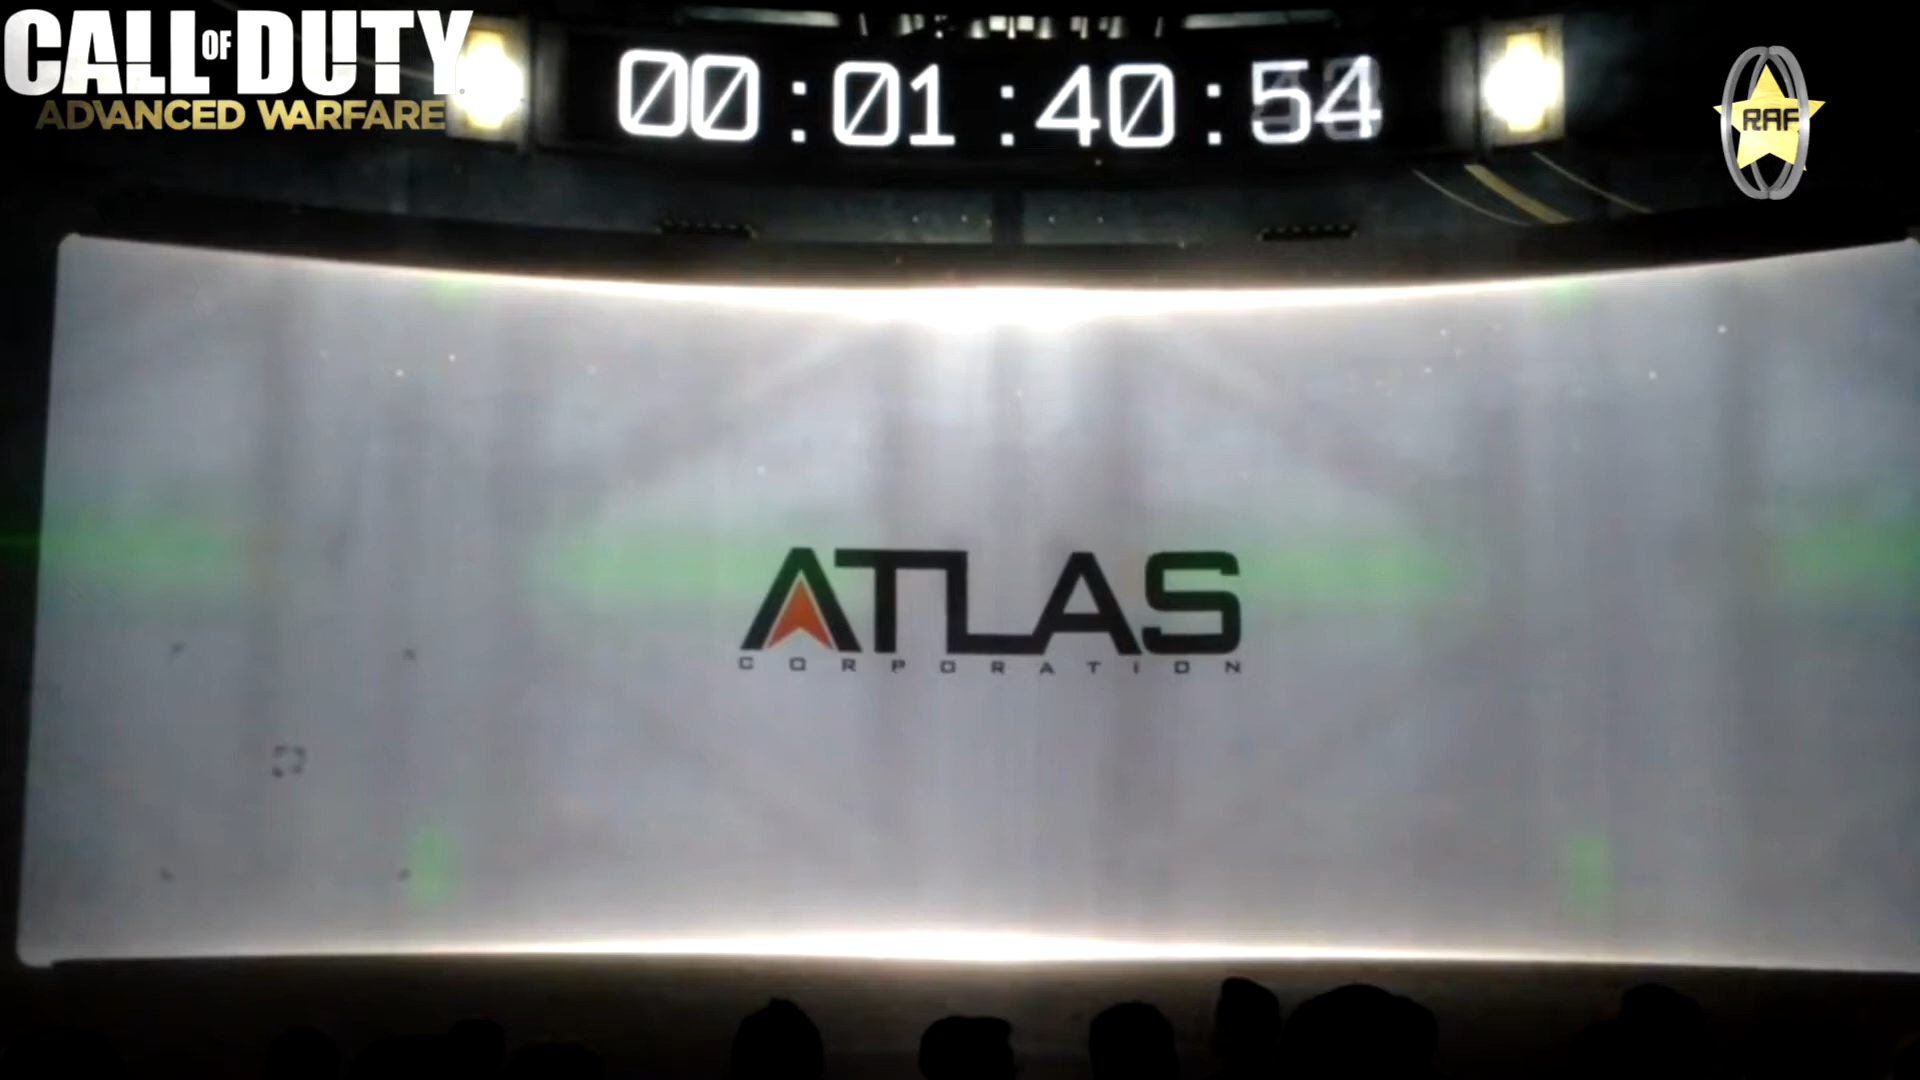 CALL OF DUTY
ADVANCED WARFARE
00:01:40:54
RAF
ATLAS
CORPORATION